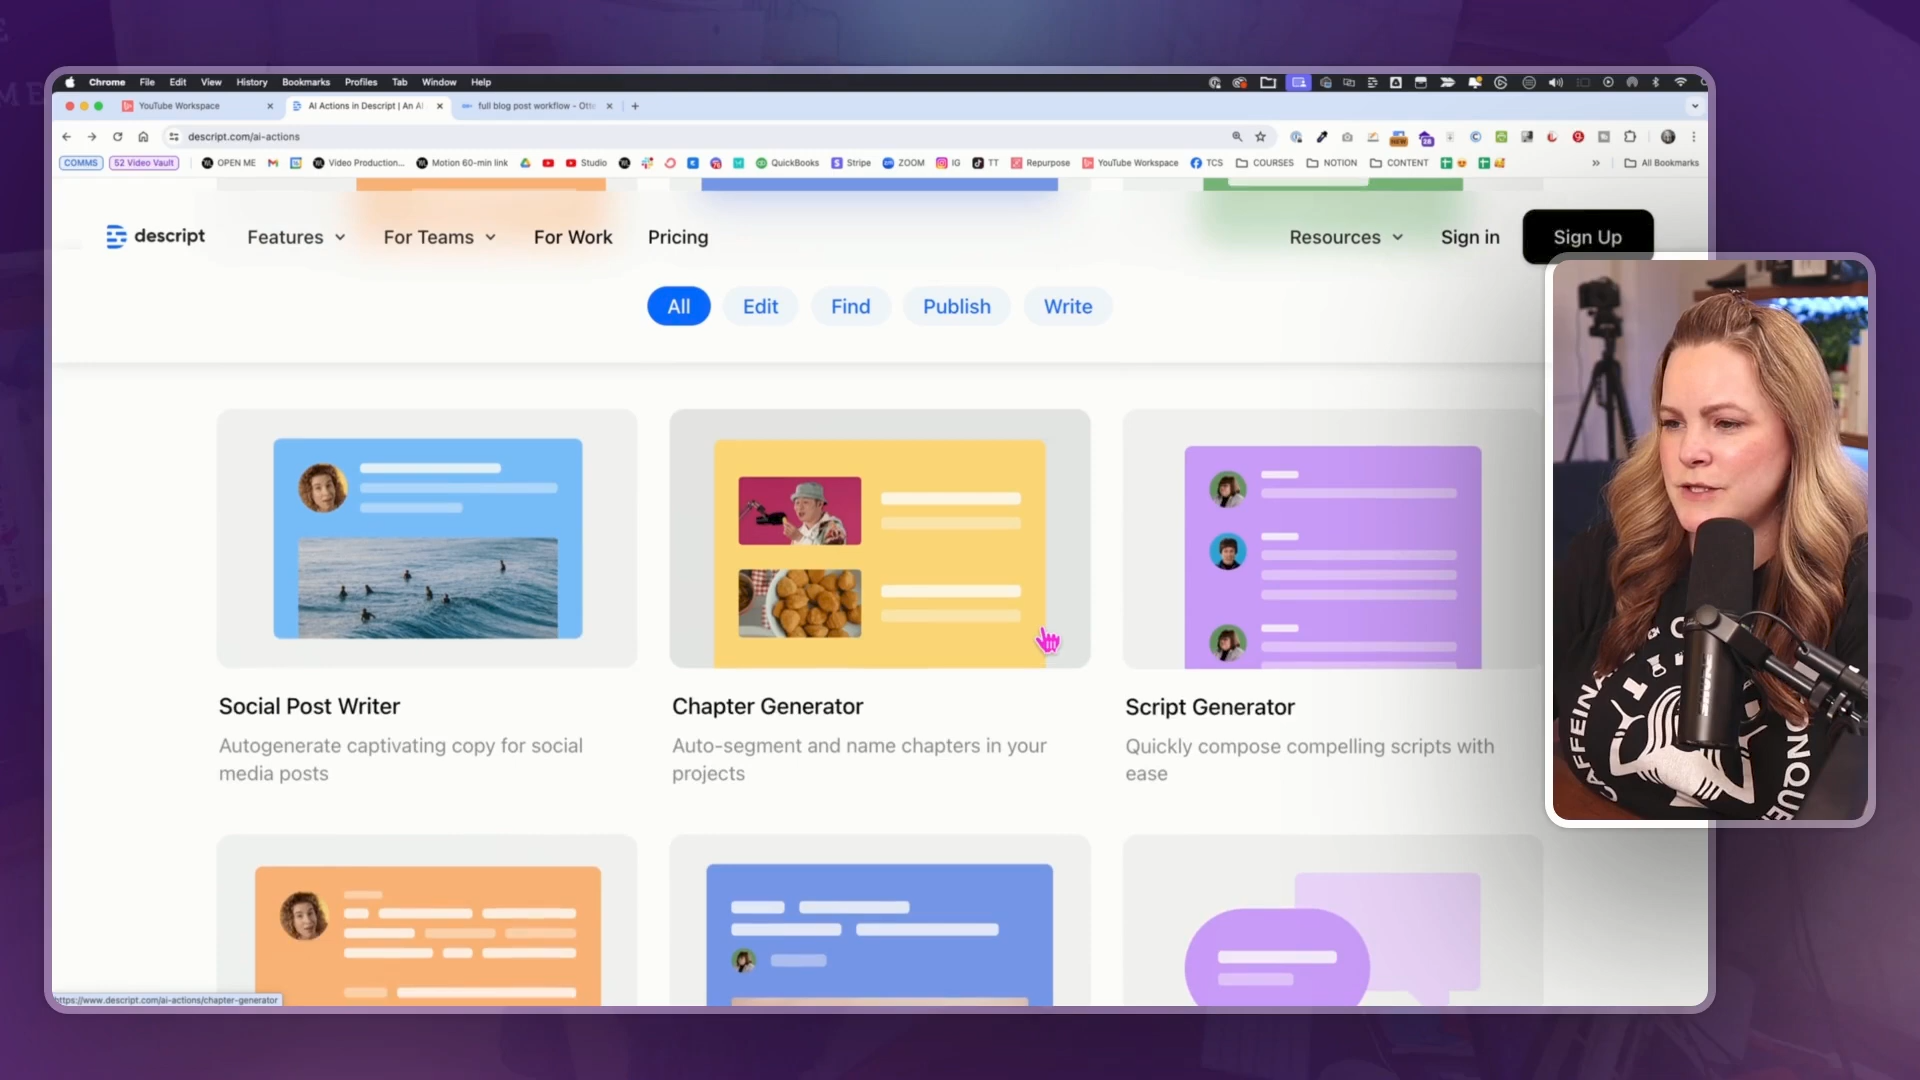 Chrome File Edit View History Bookmarks Profiles Tab Window Help
YouTube Workspace
AI Actions in Descript | An AI
full blog post workflow - Otte
descript.com/ai-actions
NEW
28
COMMS
52 Video Vault
OPEN ME
Video Production...
Motion 60-min link
Studio
QuickBooks
Stripe
ZOOM
IG
TT
Repurpose
YouTube Workspace
TCS
COURSES
NOTION
CONTENT
All Bookmarks
descript
Features
For Teams
For Work
Pricing
Resources
Sign in
Sign Up
All
Edit
Find
Publish
Write
Social Post Writer
Autogenerate captivating copy for social
media posts
Chapter Generator
Auto-segment and name chapters in your
projects
Script Generator
Quickly compose compelling scripts with
ease
https://www.descript.com/ai-actions/chapter-generator
SHURE